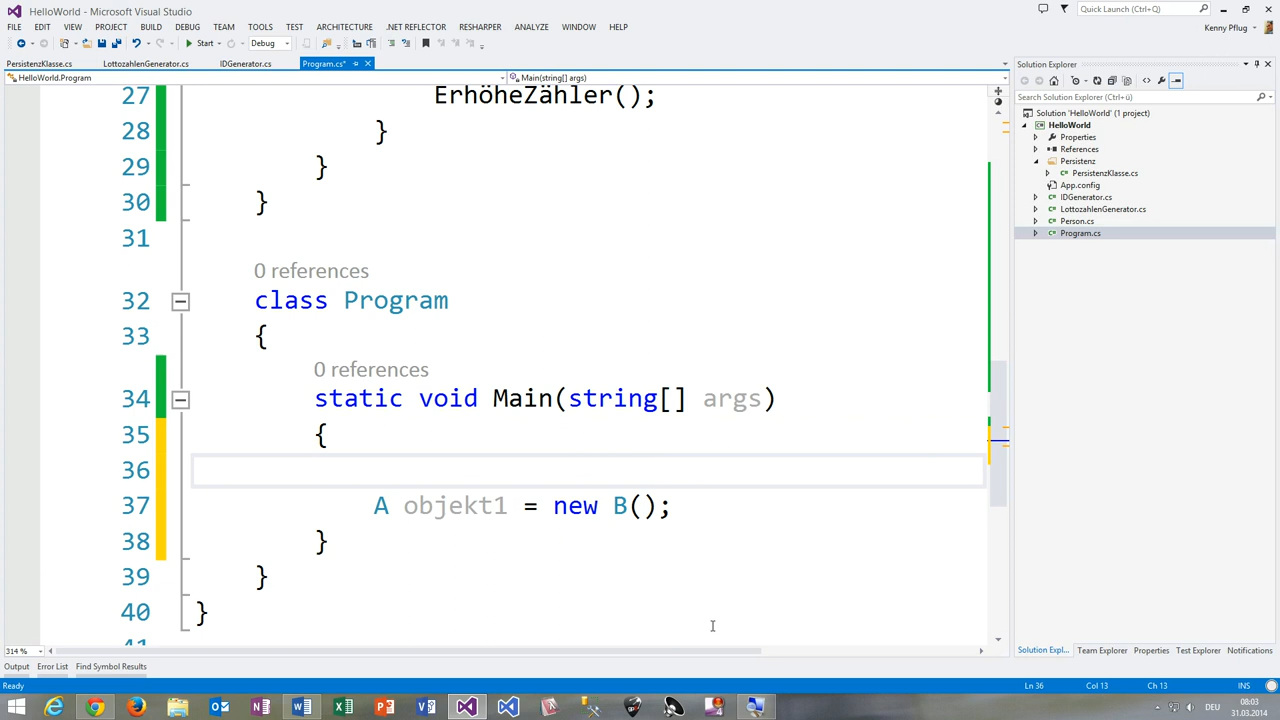 HelloWorld - Microsoft Visual Studio
Quick Launch (Ctrl+Q)
FILE EDIT VIEW PROJECT BUILD DEBUG TEAM TOOLS TEST ARCHITECTURE .NET REFLECTOR RESHARPER ANALYZE WINDOW HELP
Kenny Pflug
Start Debug
PersistenzKlasse.cs LottozahlenGenerator.cs IDGenerator.cs Program.cs*
HelloWorld.Program Main(string[] args)
27 ErhöheZähler();
28 }
29 }
30 }
31
0 references
32 class Program
33 {
0 references
34 static void Main(string[] args)
35 {
36
37 A objekt1 = new B();
38 }
39 }
40 }
41
314 %
Solution Explorer
Search Solution Explorer (Ctrl+ü)
Solution 'HelloWorld' (1 project)
HelloWorld
Properties
References
Persistenz
PersistenzKlasse.cs
App.config
IDGenerator.cs
LottozahlenGenerator.cs
Person.cs
Program.cs
Solution Expl... Team Explorer Properties Test Explorer Notifications
Output Error List Find Symbol Results
Ready Ln 36 Col 13 Ch 13 INS
DEU
08:03
31.03.2014